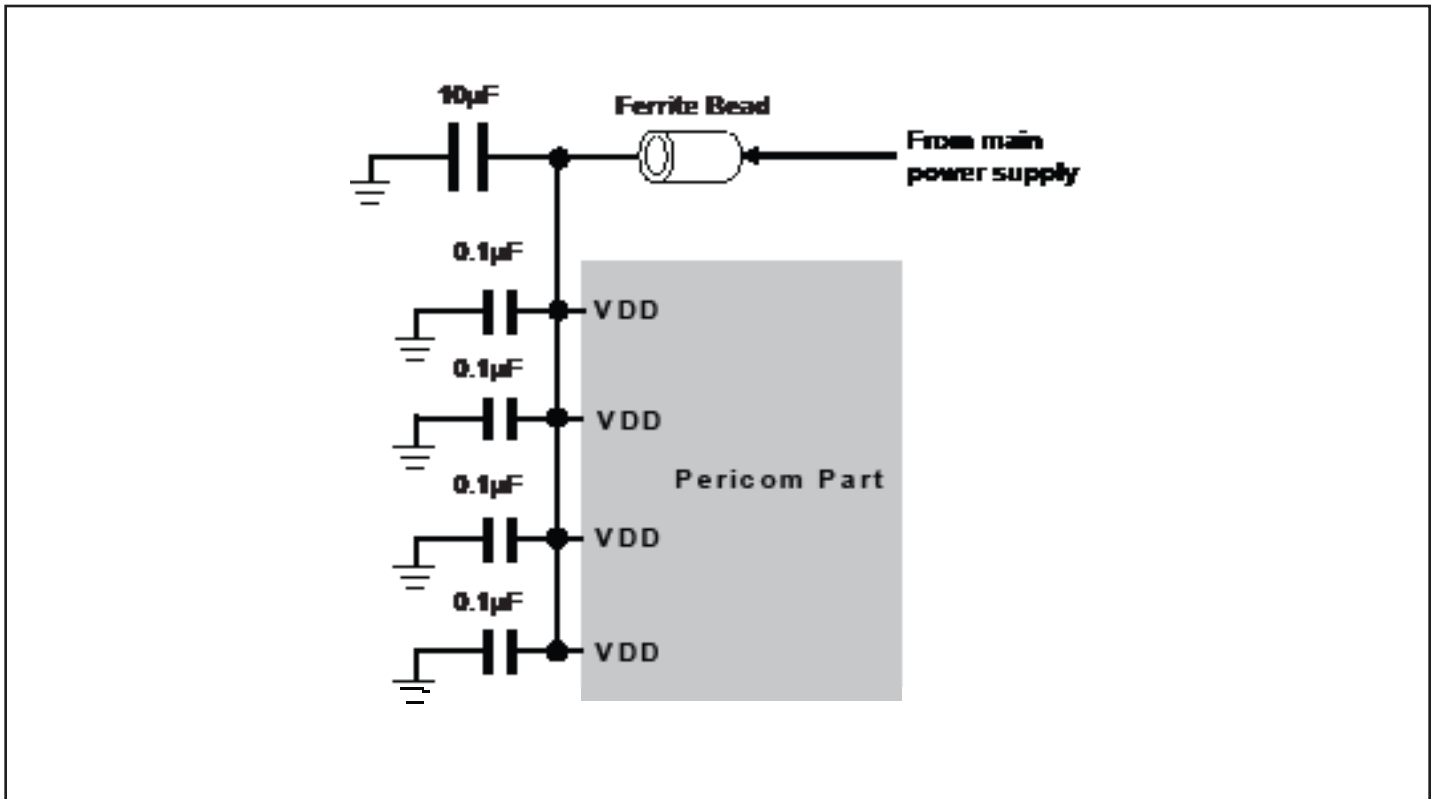 10µF
Ferrite Bead
From main
power supply
0.1µF
VDD
0.1µF
VDD
Pericom Part
0.1µF
VDD
0.1µF
VDD